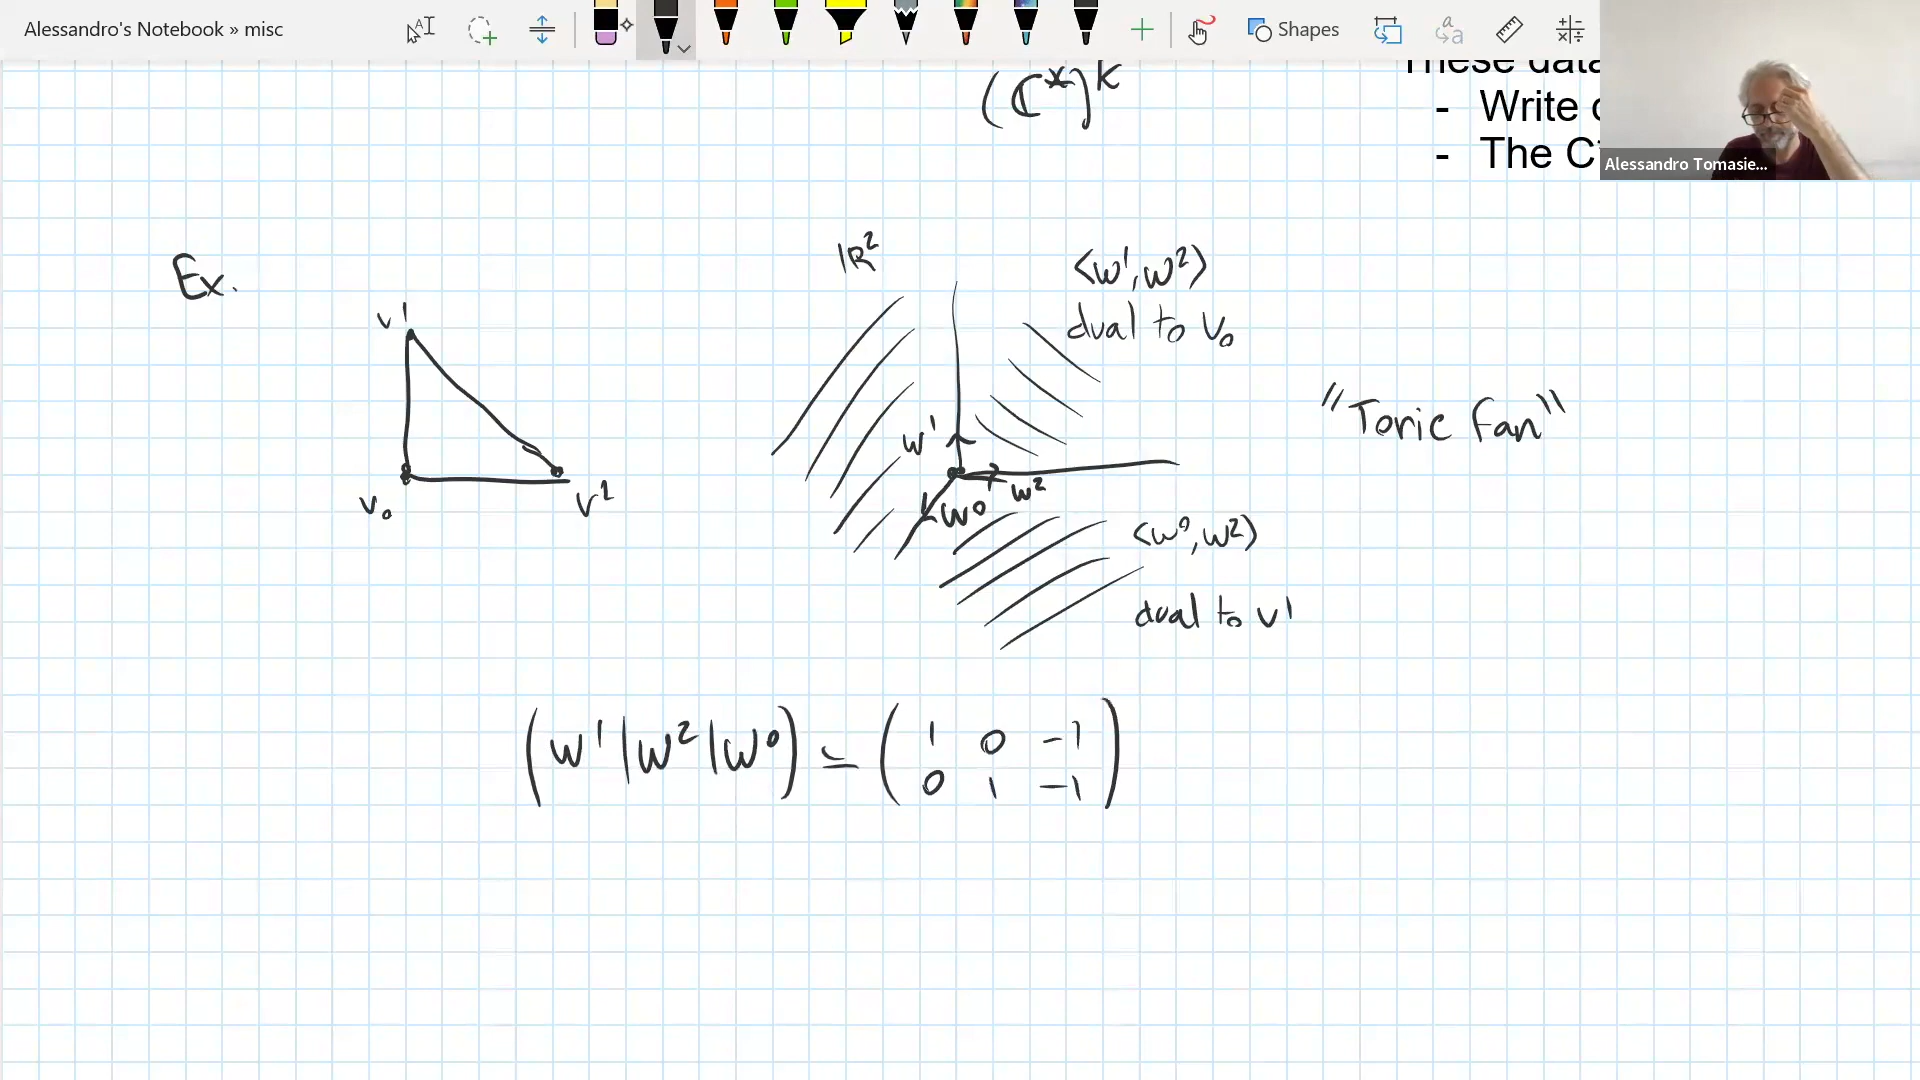 Alessandro's Notebook » misc
Shapes
(ℂ^x)^k
These data
- Write
- The C
Alessandro Tomasie...
Ex.
ℝ²
⟨w¹, w²⟩
dual to v₀
v¹
"Toric fan"
w¹
w²
w⁰
v₀
v²
⟨w⁰, w²⟩
dual to v¹
(w¹ | w² | w⁰) = (1 0 -1
0 1 -1)